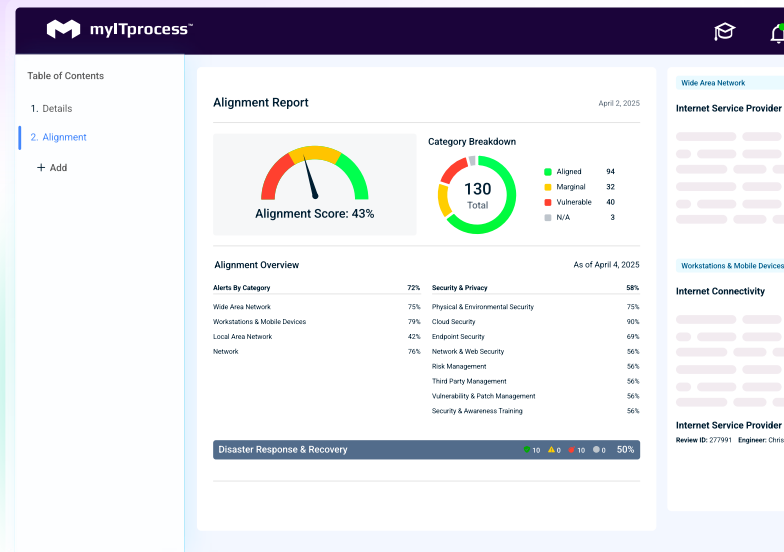 myITprocess™
Table of Contents
1. Details
2. Alignment
+ Add
Alignment Report
April 2, 2025
Alignment Score: 43%
Category Breakdown
130
Total
Aligned 94
Marginal 32
Vulnerable 40
N/A 3
Alignment Overview
As of April 4, 2025
Alerts By Category 72%
Wide Area Network 75%
Workstations & Mobile Devices 79%
Local Area Network 42%
Network 76%
Security & Privacy 58%
Physical & Environmental Security 75%
Cloud Security 90%
Endpoint Security 69%
Network & Web Security 56%
Risk Management 56%
Third Party Management 56%
Vulnerability & Patch Management 56%
Security & Awareness Training 56%
Disaster Response & Recovery 10 0 10 0 50%
Wide Area Network
Internet Service Provider
Workstations & Mobile Devices
Internet Connectivity
Internet Service Provider
Review ID: 277991 Engineer: Chris